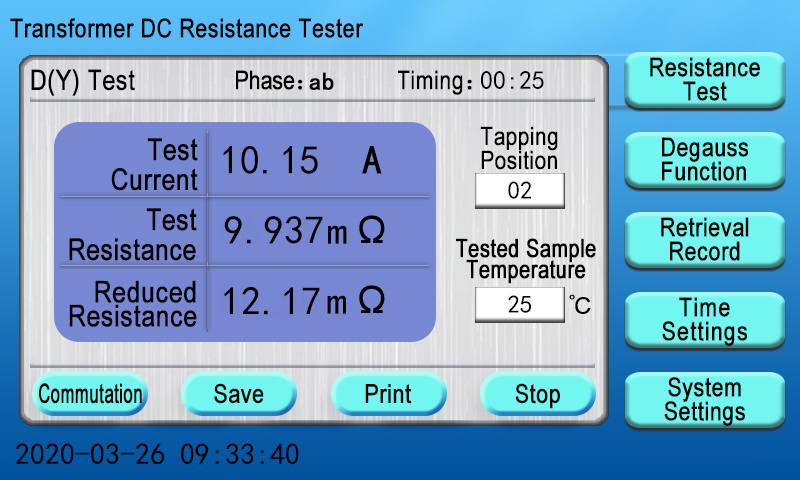 Transformer DC Resistance Tester
D(Y) Test Phase: ab Timing: 00:25
Test
Current
10.15 A
Test
Resistance
9.937mΩ
Reduced
Resistance
12.17mΩ
Tapping
Position
02
Tested Sample
Temperature
25 ℃
Commutation Save Print Stop
Resistance
Test
Degauss
Function
Retrieval
Record
Time
Settings
System
Settings
2020-03-26 09:33:40